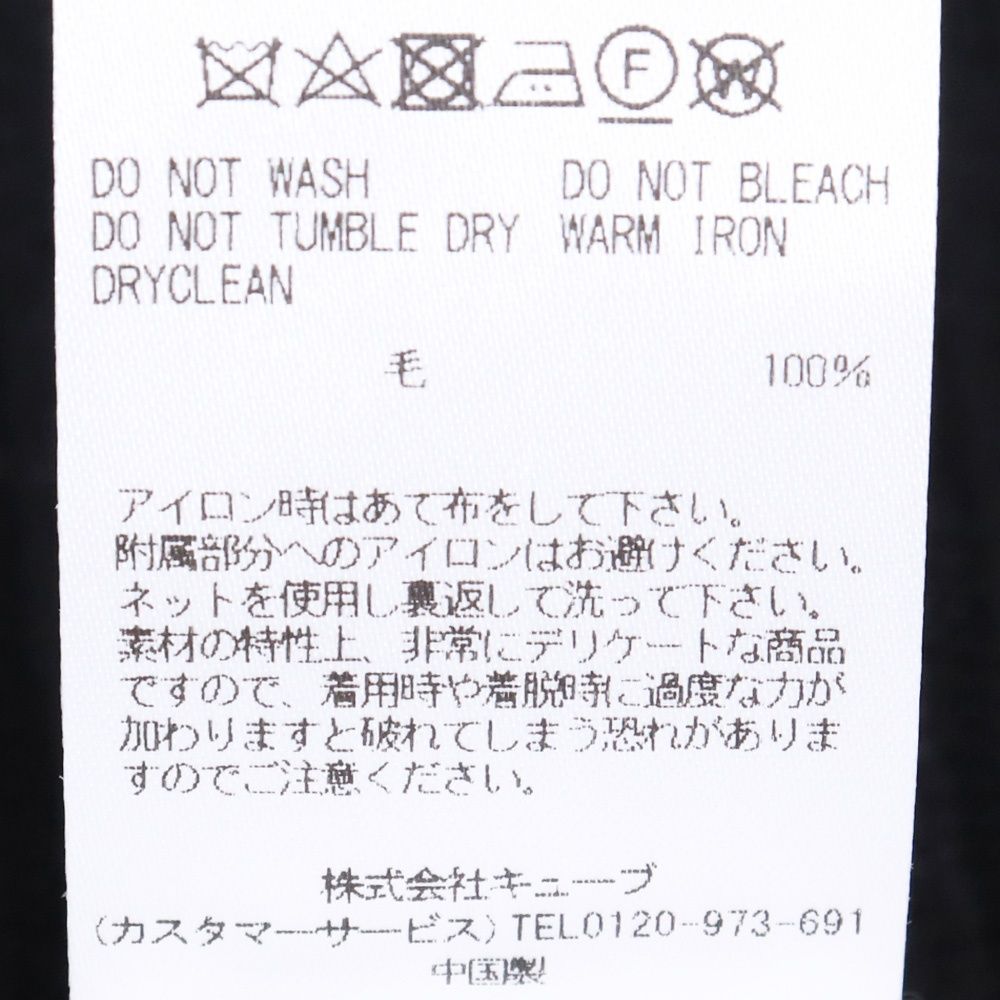 F
W
DO NOT WASH DO NOT BLEACH
DO NOT TUMBLE DRY WARM IRON
DRYCLEAN
毛 100%
アイロン時はあて布をして下さい。
附属部分へのアイロンはお避けください。
ネットを使用し裏返して洗って下さい。
素材の特性上、非常にデリケートな商品
ですので、着用時や着脱時に過度な力が
加わりますと破れてしまう恐れがありま
すのでご注意ください。
株式会社キューブ
(カスタマーサービス) TEL0120-973-691
中国製